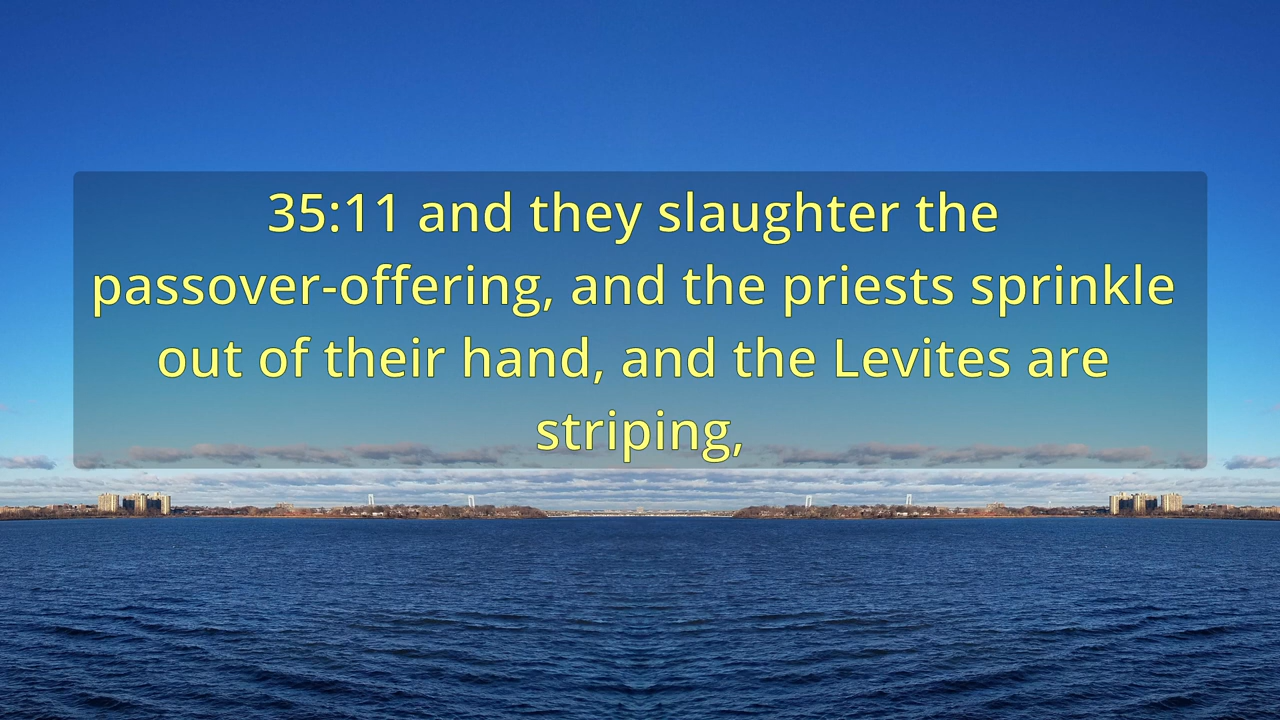 35:11 and they slaughter the
passover-offering, and the priests sprinkle
out of their hand, and the Levites are
striping,